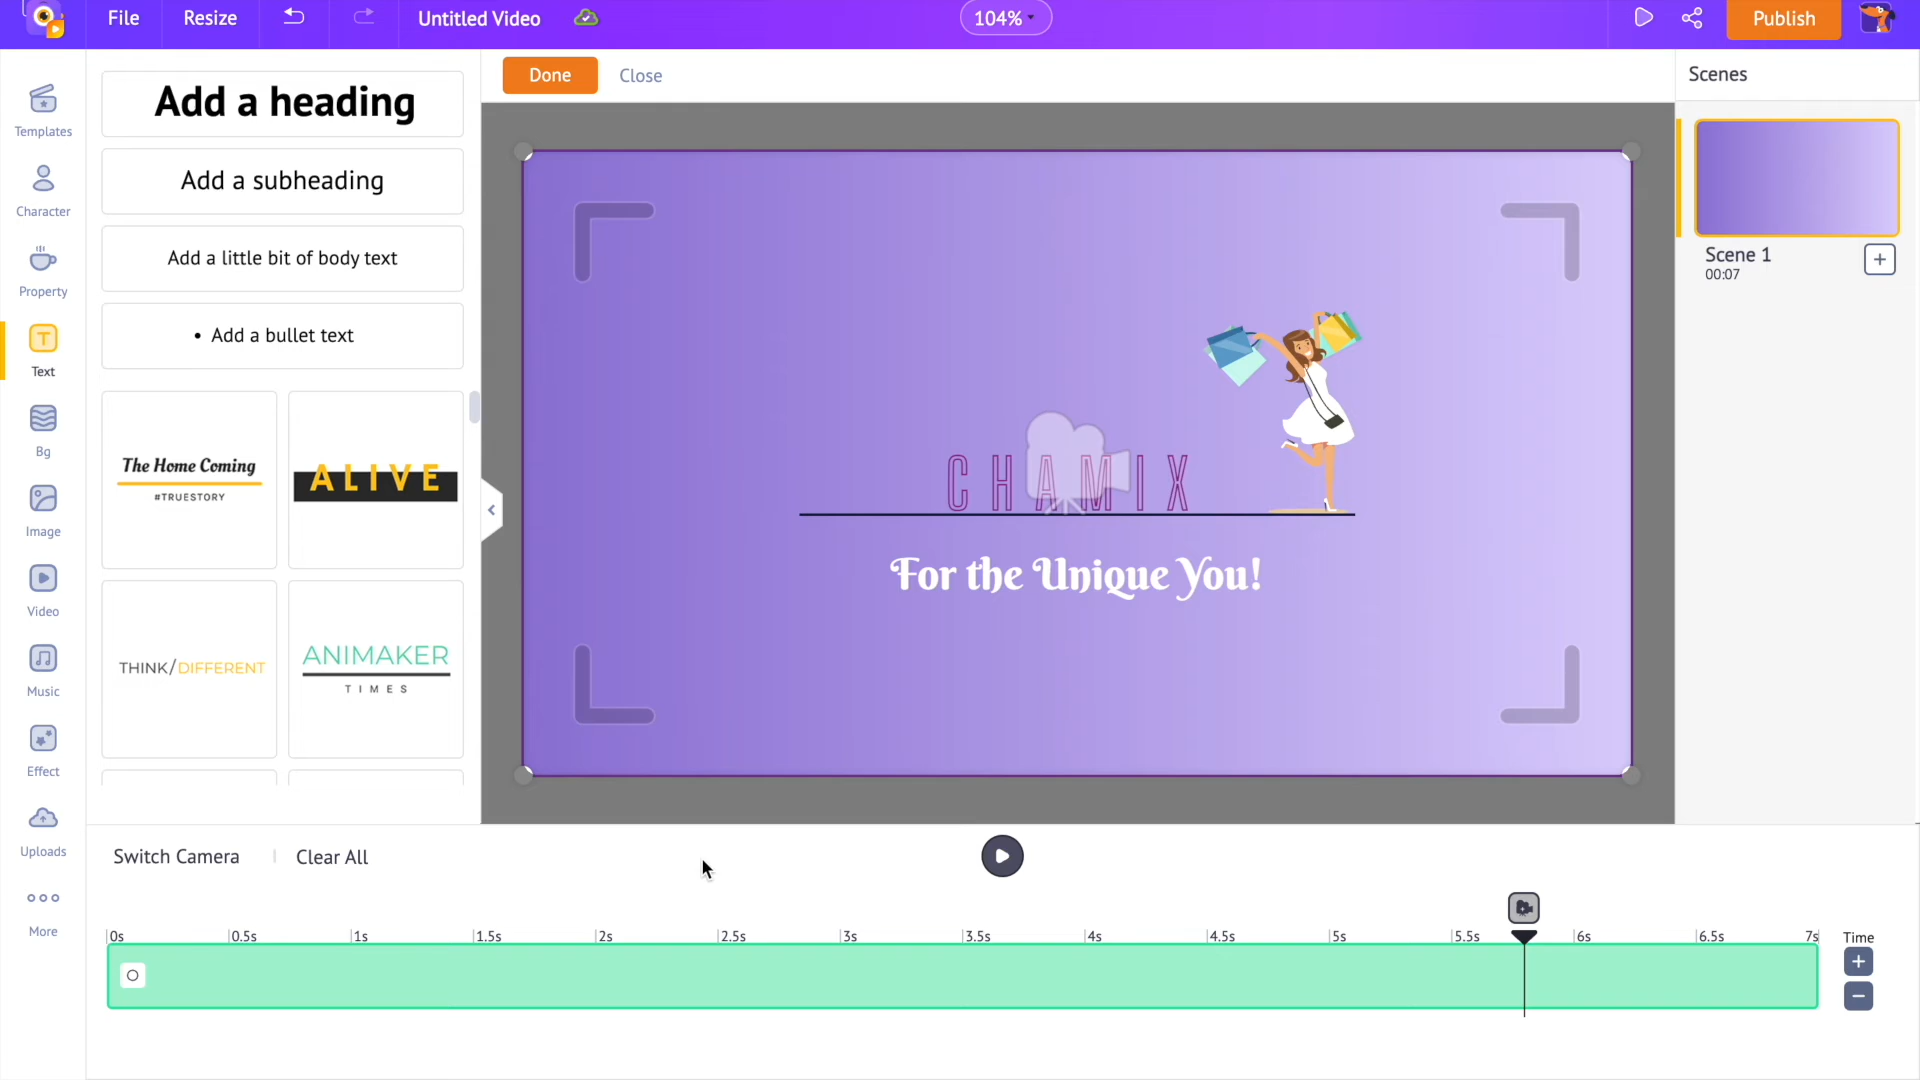 File
Resize
Untitled Video
104%
Publish
Templates
Character
Property
Text
Bg
Image
Video
Music
Effect
Uploads
More
Add a heading
Add a subheading
Add a little bit of body text
• Add a bullet text
The Home Coming
#TRUESTORY
ALIVE
THINK/DIFFERENT
ANIMAKER
TIMES
Done
Close
CHAMIX
For the Unique You!
Scenes
Scene 1
00:07
Switch Camera
Clear All
0s
0.5s
1s
1.5s
2s
2.5s
3s
3.5s
4s
4.5s
5s
5.5s
6s
6.5s
7s
Time